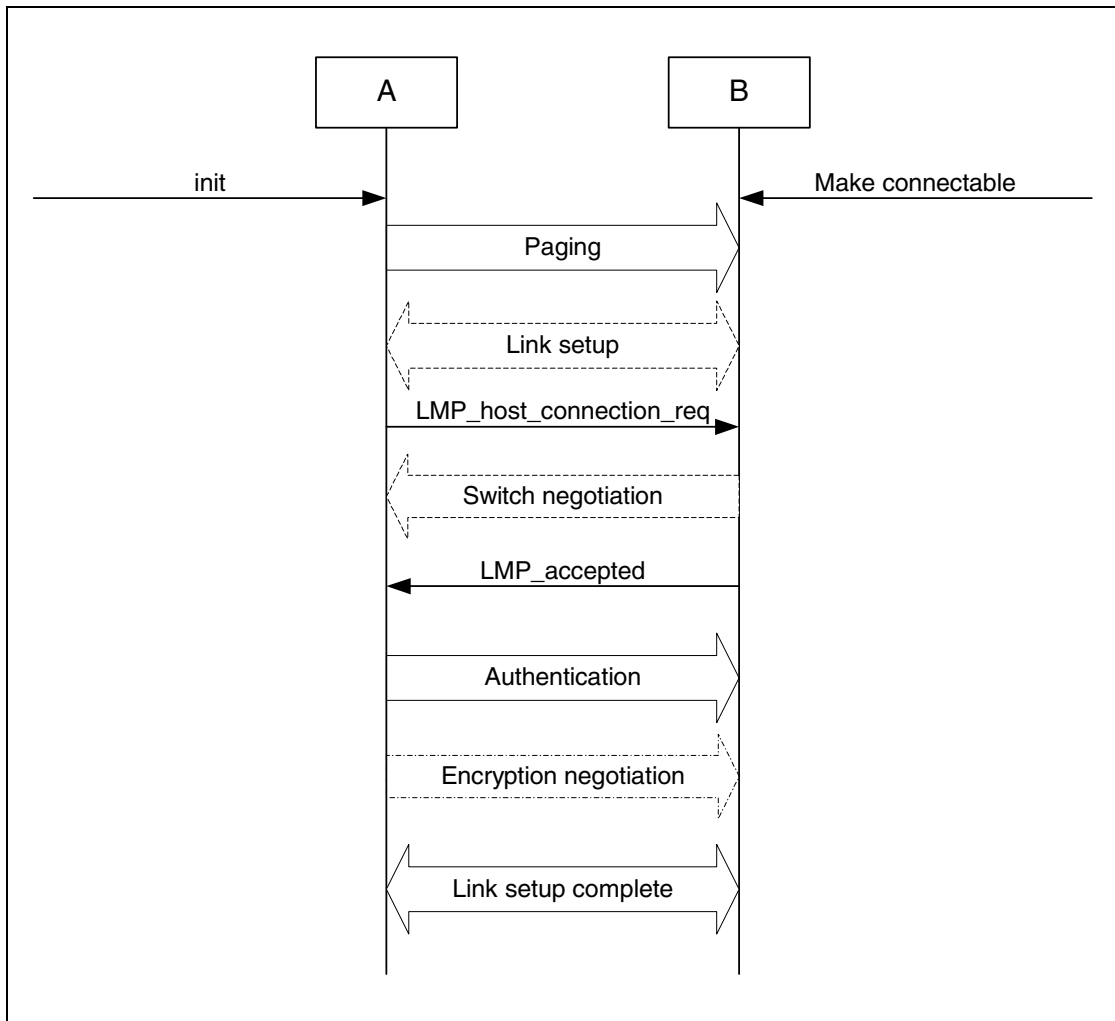 A
B
init
Make connectable
Paging
Link setup
LMP_host_connection_req
Switch negotiation
LMP_accepted
Authentication
Encryption negotiation
Link setup complete